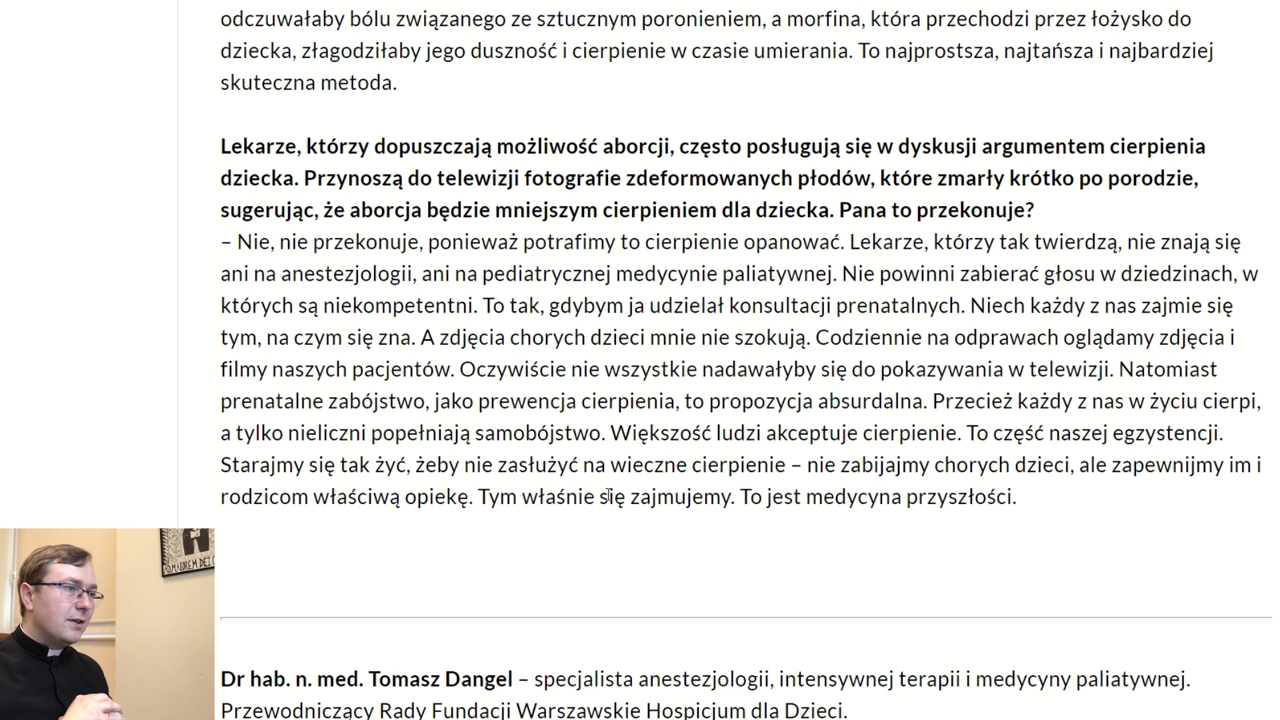 odczuwałaby bólu związanego ze sztucznym poronieniem, a morfina, która przechodzi przez łożysko do
dziecka, złagodziłaby jego duszność i cierpienie w czasie umierania. To najprostsza, najtańsza i najbardziej
skuteczna metoda.
Lekarze, którzy dopuszczają możliwość aborcji, często posługują się w dyskusji argumentem cierpienia
dziecka. Przynoszą do telewizji fotografie zdeformowanych płodów, które zmarły krótko po porodzie,
sugerując, że aborcja będzie mniejszym cierpieniem dla dziecka. Pana to przekonuje?
– Nie, nie przekonuje, ponieważ potrafimy to cierpienie opanować. Lekarze, którzy tak twierdzą, nie znają się
ani na anestezjologii, ani na pediatrycznej medycynie paliatywnej. Nie powinni zabierać głosu w dziedzinach, w
których są niekompetentni. To tak, gdybym ja udzielał konsultacji prenatalnych. Niech każdy z nas zajmie się
tym, na czym się zna. A zdjęcia chorych dzieci mnie nie szokują. Codziennie na odprawach oglądamy zdjęcia i
filmy naszych pacjentów. Oczywiście nie wszystkie nadawałyby się do pokazywania w telewizji. Natomiast
prenatalne zabójstwo, jako prewencja cierpienia, to propozycja absurdalna. Przecież każdy z nas w życiu cierpi,
a tylko nieliczni popełniają samobójstwo. Większość ludzi akceptuje cierpienie. To część naszej egzystencji.
Starajmy się tak żyć, żeby nie zasłużyć na wieczne cierpienie – nie zabijajmy chorych dzieci, ale zapewnijmy im i
rodzicom właściwą opiekę. Tym właśnie się zajmujemy. To jest medycyna przyszłości.
Dr hab. n. med. Tomasz Dangel – specjalista anestezjologii, intensywnej terapii i medycyny paliatywnej.
Przewodniczący Rady Fundacji Warszawskie Hospicjum dla Dzieci.